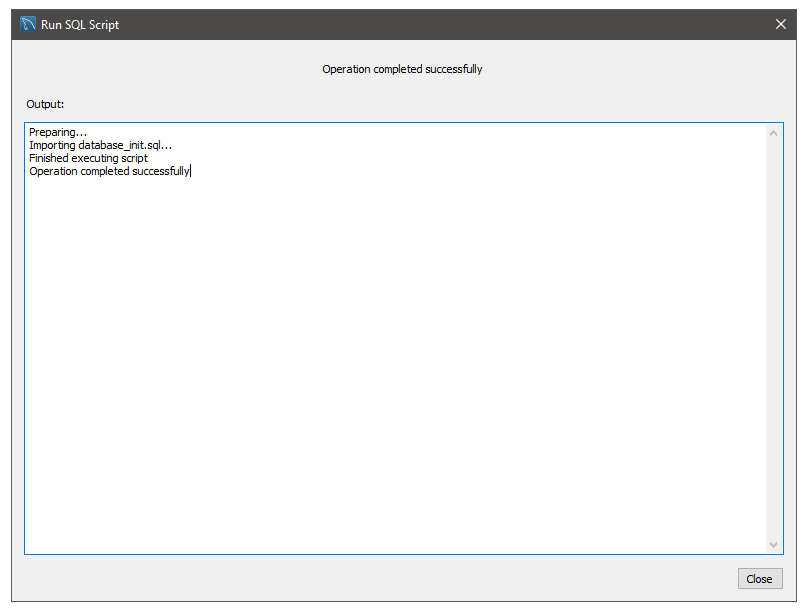 Run SQL Script
Operation completed successfully
Output:
Preparing...
Importing database_init.sql...
Finished executing script
Operation completed successfully
Close